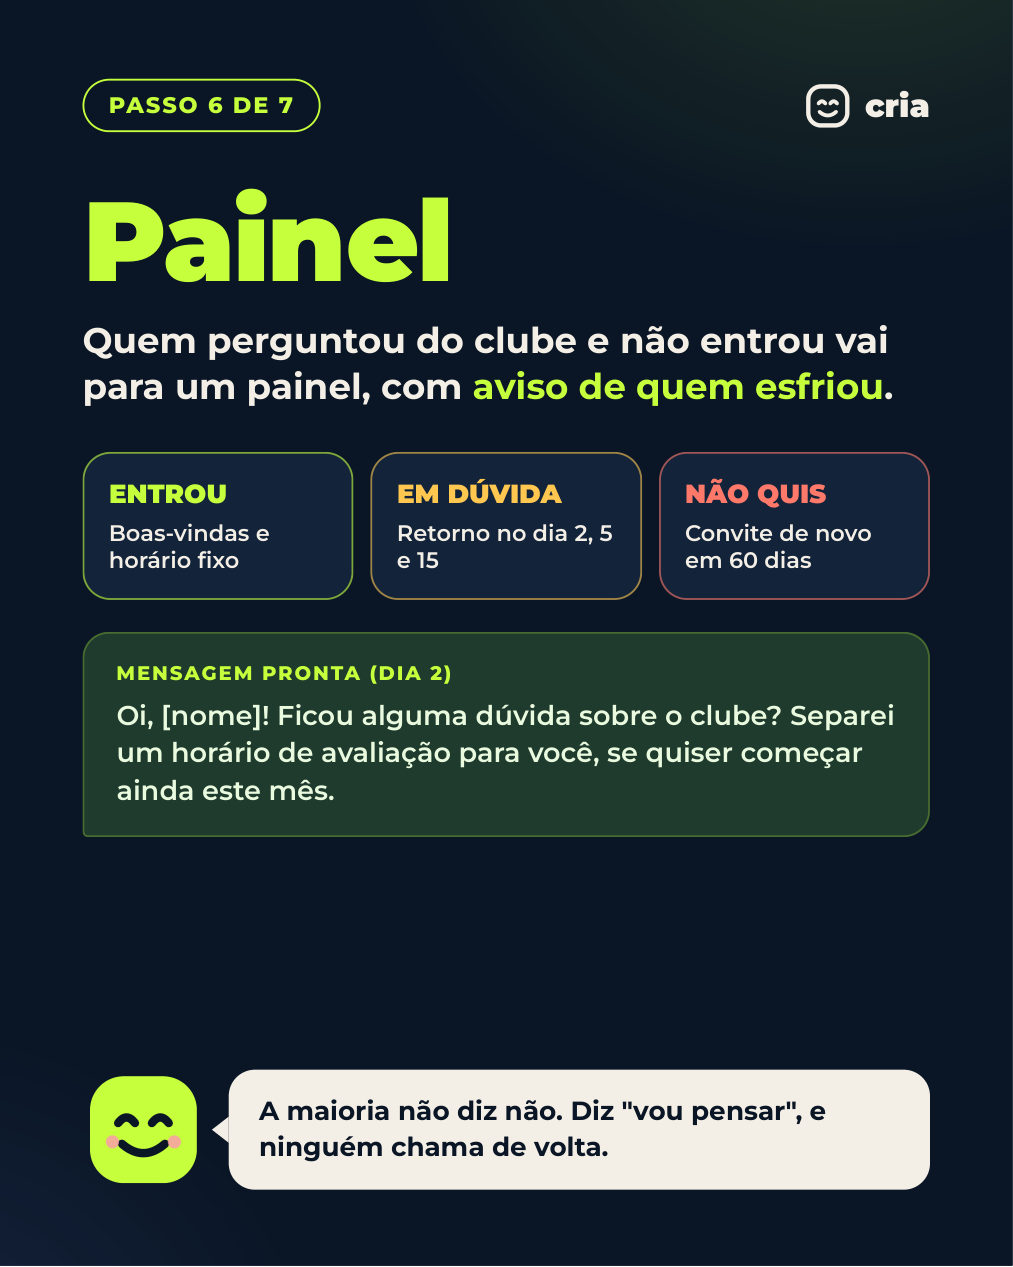 PASSO 6 DE 7
cria
Painel
Quem perguntou do clube e não entrou vai
para um painel, com aviso de quem esfriou.
ENTROU
Boas-vindas e
horário fixo
EM DÚVIDA
Retorno no dia 2, 5
e 15
NÃO QUIS
Convite de novo
em 60 dias
MENSAGEM PRONTA (DIA 2)
Oi, [nome]! Ficou alguma dúvida sobre o clube? Separei
um horário de avaliação para você, se quiser começar
ainda este mês.
A maioria não diz não. Diz "vou pensar", e
ninguém chama de volta.